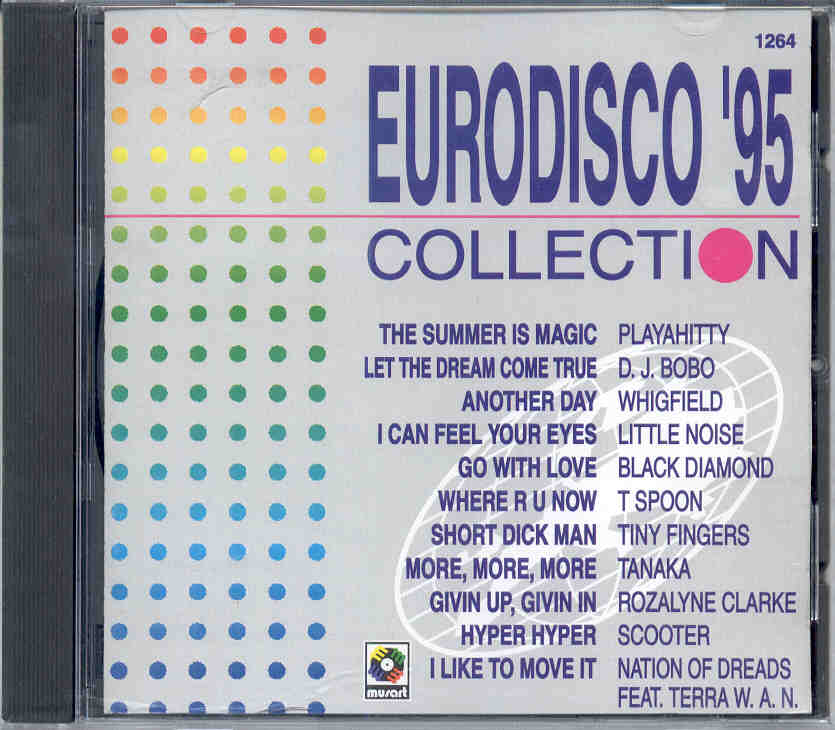 1264
EURODISCO '95
COLLECTION
THE SUMMER IS MAGIC PLAYAHITTY
LET THE DREAM COME TRUE D. J. BOBO
ANOTHER DAY WHIGFIELD
I CAN FEEL YOUR EYES LITTLE NOISE
GO WITH LOVE BLACK DIAMOND
WHERE R U NOW T SPOON
SHORT DICK MAN TINY FINGERS
MORE, MORE, MORE TANAKA
GIVIN UP, GIVIN IN ROZALYNE CLARKE
HYPER HYPER SCOOTER
I LIKE TO MOVE IT NATION OF DREADS
FEAT. TERRA W. A. N.
musart